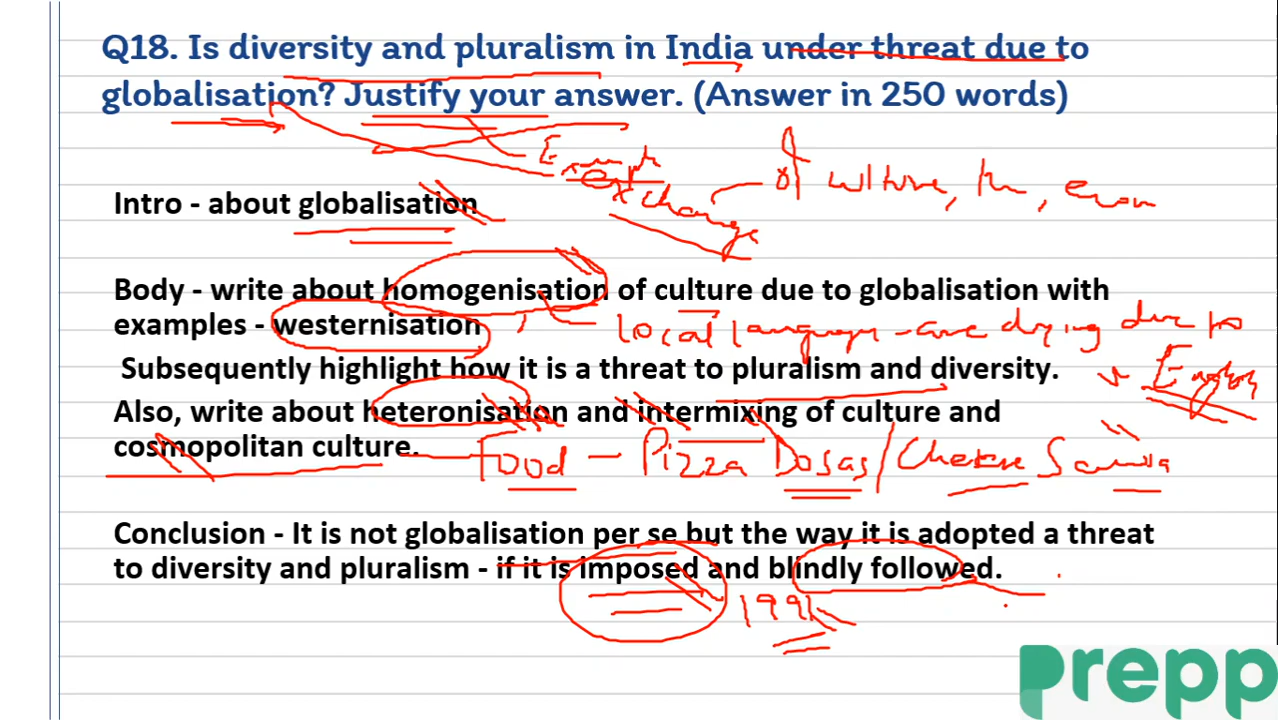 Q18. Is diversity and pluralism in India under threat due to
globalisation? Justify your answer. (Answer in 250 words)
Exchange of culture,
Intro - about globalisation
Body - write about homogenisation of culture due to globalisation with
examples - westernisation
local language - are drying due to
English
Subsequently highlight how it is a threat to pluralism and diversity.
Also, write about heteronisation and intermixing of culture and
cosmopolitan culture.
Food - Pizza Dosas/
Conclusion - It is not globalisation per se but the way it is adopted a threat
to diversity and pluralism - if it is imposed and blindly followed.
1991
prepp